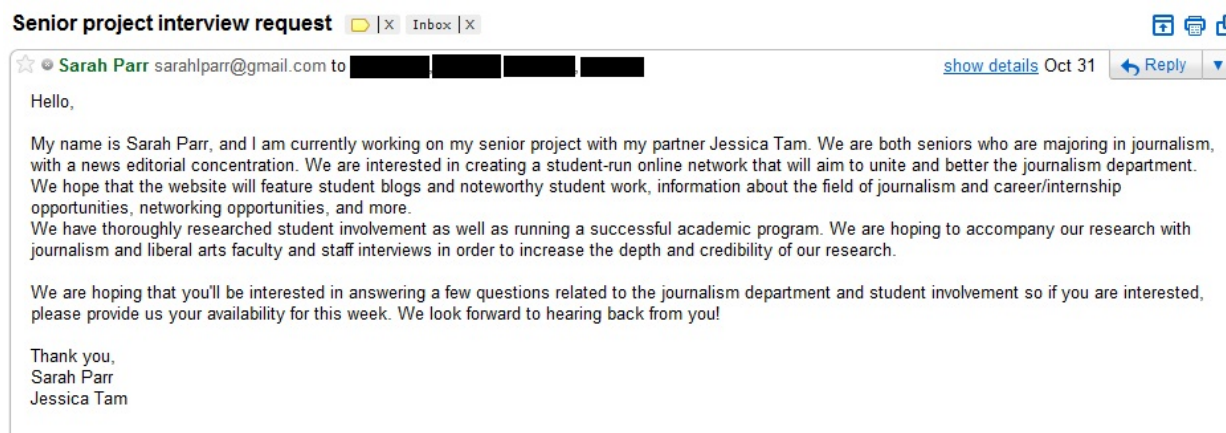 Senior project interview request | X Inbox | X
Sarah Parr sarahlparr@gmail.com to , , show details Oct 31 Reply
Hello,
My name is Sarah Parr, and I am currently working on my senior project with my partner Jessica Tam. We are both seniors who are majoring in journalism,
with a news editorial concentration. We are interested in creating a student-run online network that will aim to unite and better the journalism department.
We hope that the website will feature student blogs and noteworthy student work, information about the field of journalism and career/internship
opportunities, networking opportunities, and more.
We have thoroughly researched student involvement as well as running a successful academic program. We are hoping to accompany our research with
journalism and liberal arts faculty and staff interviews in order to increase the depth and credibility of our research.
We are hoping that you'll be interested in answering a few questions related to the journalism department and student involvement so if you are interested,
please provide us your availability for this week. We look forward to hearing back from you!
Thank you,
Sarah Parr
Jessica Tam